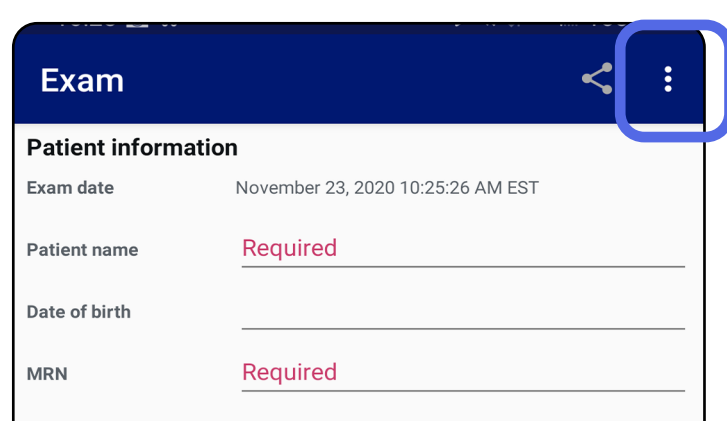 Exam
Patient information
Exam date November 23, 2020 10:25:26 AM EST
Patient name Required
Date of birth
MRN Required